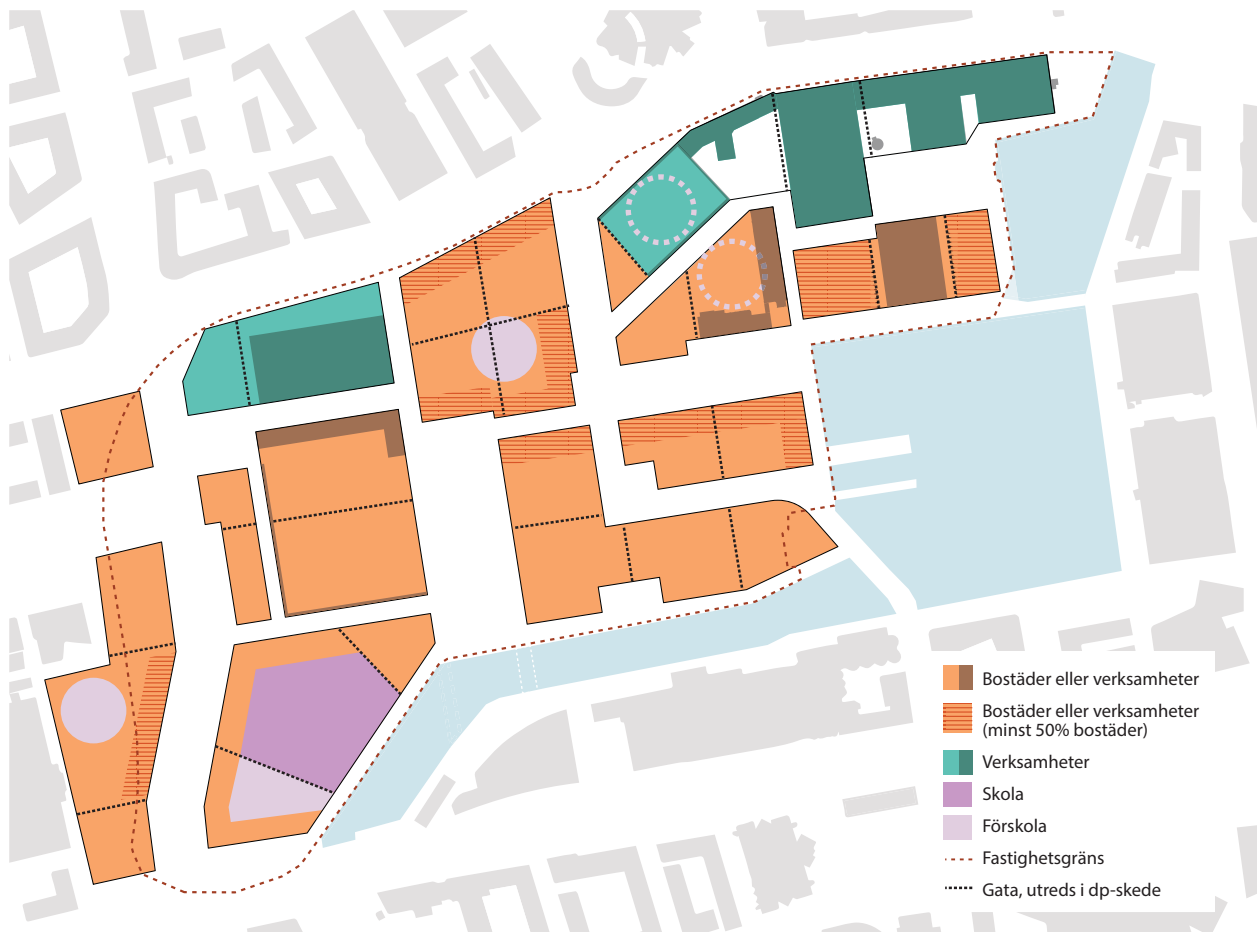 Bostäder eller verksamheter
Bostäder eller verksamheter
(minst 50% bostäder)
Verksamheter
Skola
Förskola
Fastighetsgräns
Gata, utreds i dp-skede